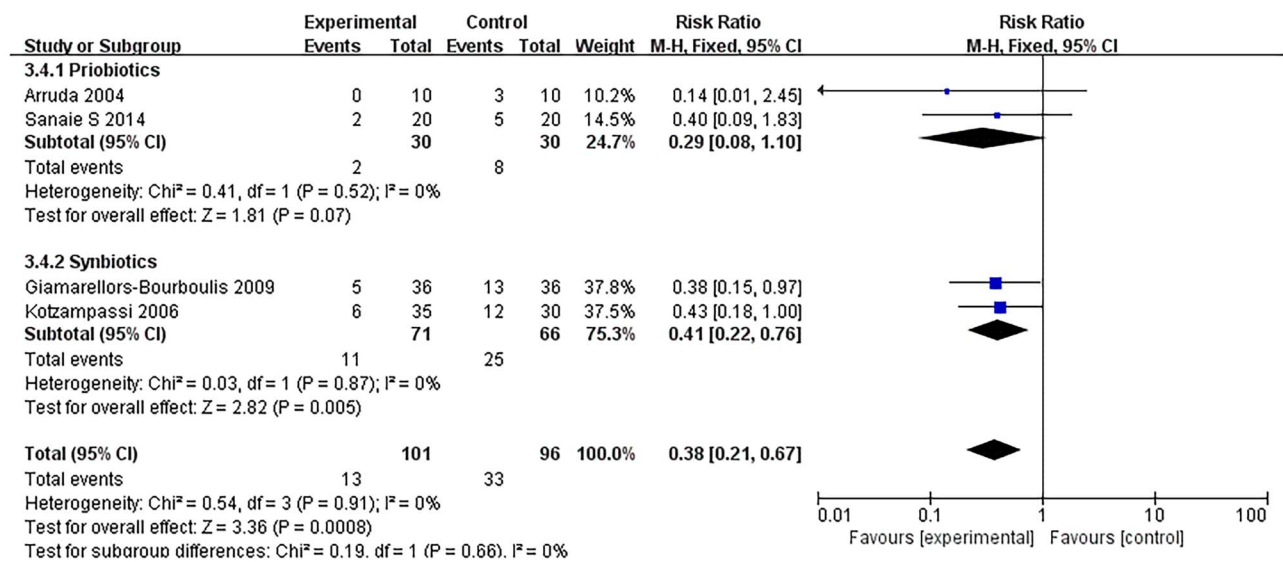 Experimental Control Risk Ratio Risk Ratio
Study or Subgroup Events Total Events Total Weight M-H, Fixed, 95% CI M-H, Fixed, 95% CI
3.4.1 Priobiotics
Arruda 2004 0 10 3 10 10.2% 0.14 [0.01, 2.45]
Sanaie S 2014 2 20 5 20 14.5% 0.40 [0.09, 1.83]
Subtotal (95% CI) 30 30 24.7% 0.29 [0.08, 1.10]
Total events 2 8
Heterogeneity: Chi² = 0.41, df = 1 (P = 0.52); I² = 0%
Test for overall effect: Z = 1.81 (P = 0.07)
3.4.2 Synbiotics
Giamarellors-Bourboulis 2009 5 36 13 36 37.8% 0.38 [0.15, 0.97]
Kotzampassi 2006 6 35 12 30 37.5% 0.43 [0.18, 1.00]
Subtotal (95% CI) 71 66 75.3% 0.41 [0.22, 0.76]
Total events 11 25
Heterogeneity: Chi² = 0.03, df = 1 (P = 0.87); I² = 0%
Test for overall effect: Z = 2.82 (P = 0.005)
Total (95% CI) 101 96 100.0% 0.38 [0.21, 0.67]
Total events 13 33
Heterogeneity: Chi² = 0.54, df = 3 (P = 0.91); I² = 0%
Test for overall effect: Z = 3.36 (P = 0.0008)
Test for subgroup differences: Chi² = 0.19. df = 1 (P = 0.66). I² = 0%
0.01 0.1 1 10 100
Favours [experimental] Favours [control]